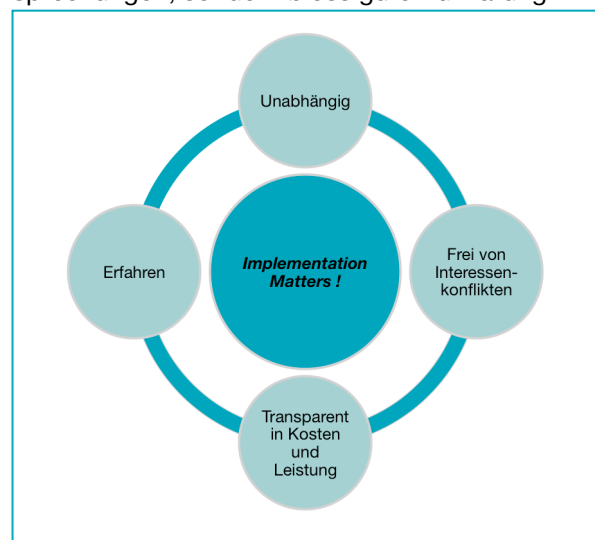 Unabhängig
Erfahren
Implementation
Matters !
Frei von
Interessen-
konflikten
Transparent
in Kosten
und
Leistung